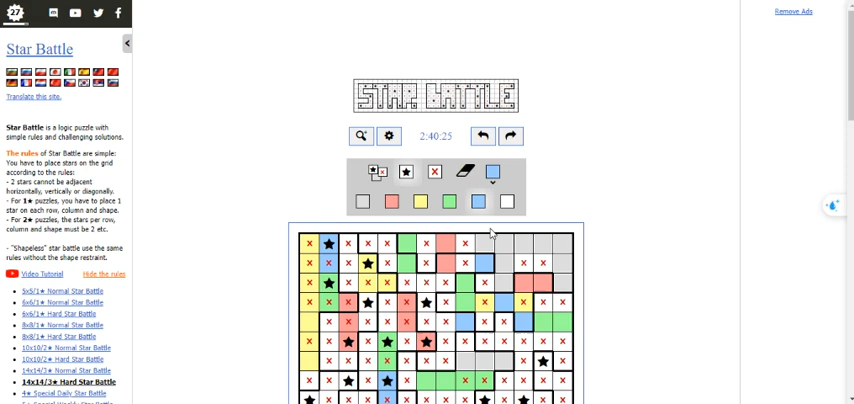 27
Remove Ads
Star Battle
STAR BATTLE
Translate this site.
2:40:25
Star Battle is a logic puzzle with
simple rules and challenging solutions.
The rules of Star Battle are simple:
You have to place stars on the grid
according to the rules:
- 2 stars cannot be adjacent
horizontally, vertically or diagonally.
- For 1★ puzzles, you have to place 1
star on each row, column and shape.
- For 2★ puzzles, the stars per row,
column and shape must be 2 etc.
- "Shapeless" star battle use the same
rules without the shape restraint.
Video Tutorial
Hide the rules
5x5/1★ Normal Star Battle
6x6/1★ Normal Star Battle
6x6/1★ Hard Star Battle
8x8/1★ Normal Star Battle
8x8/1★ Hard Star Battle
10x10/2★ Normal Star Battle
10x10/2★ Hard Star Battle
14x14/3★ Normal Star Battle
14x14/3★ Hard Star Battle
4★ Special Daily Star Battle